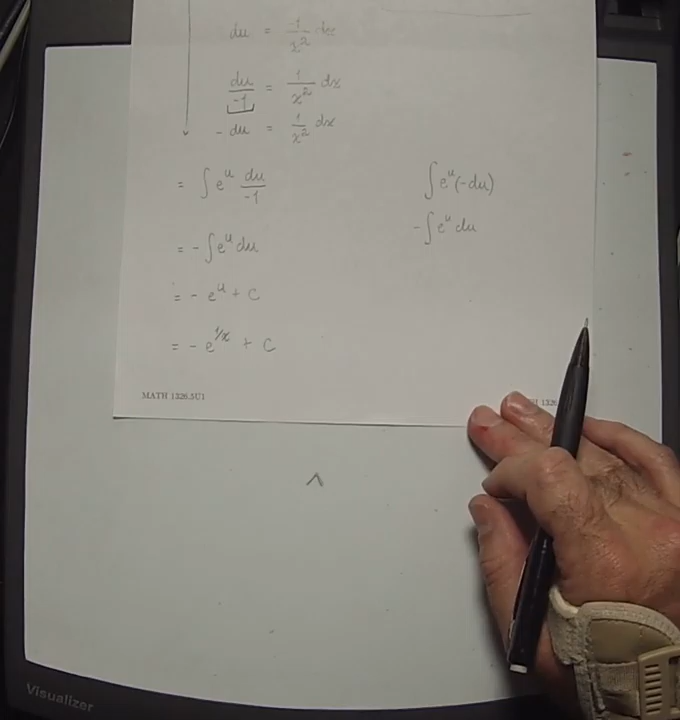 du = -1/x² dx
du/-1 = 1/x² dx
- du = 1/x² dx
= ∫ e^u du/-1
∫ e^u (-du)
= - ∫ e^u du
- ∫ e^u du
= - e^u + c
= - e^(1/x) + c
MATH 1326.5U1
1326
^
Visualizer